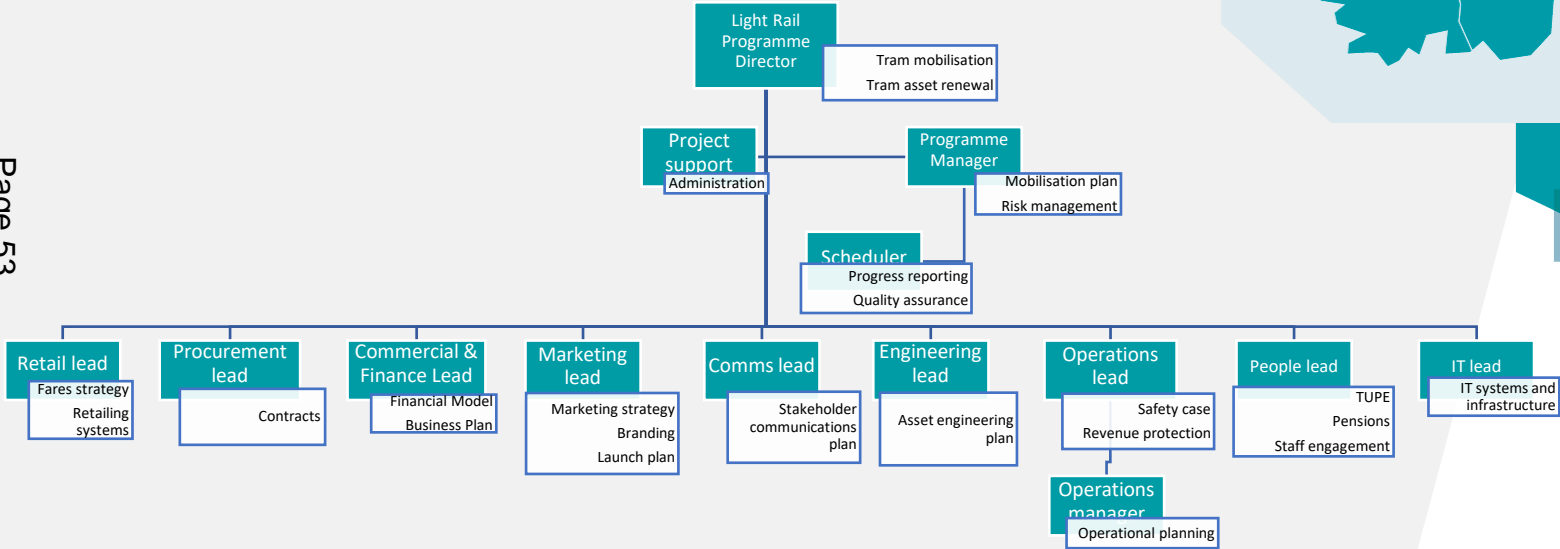 Light Rail
Programme
Director
Tram mobilisation
Tram asset renewal
Project
support
Administration
Programme
Manager
Mobilisation plan
Risk management
Page 53
Scheduler
Progress reporting
Quality assurance
Retail lead
Fares strategy
Retailing
systems
Procurement
lead
Contracts
Commercial &
Finance Lead
Financial Model
Business Plan
Marketing
lead
Marketing strategy
Branding
Launch plan
Comms lead
Stakeholder
communications
plan
Engineering
lead
Asset engineering
plan
Operations
lead
Safety case
Revenue protection
Operations
manager
Operational planning
People lead
TUPE
Pensions
Staff engagement
IT lead
IT systems and
infrastructure